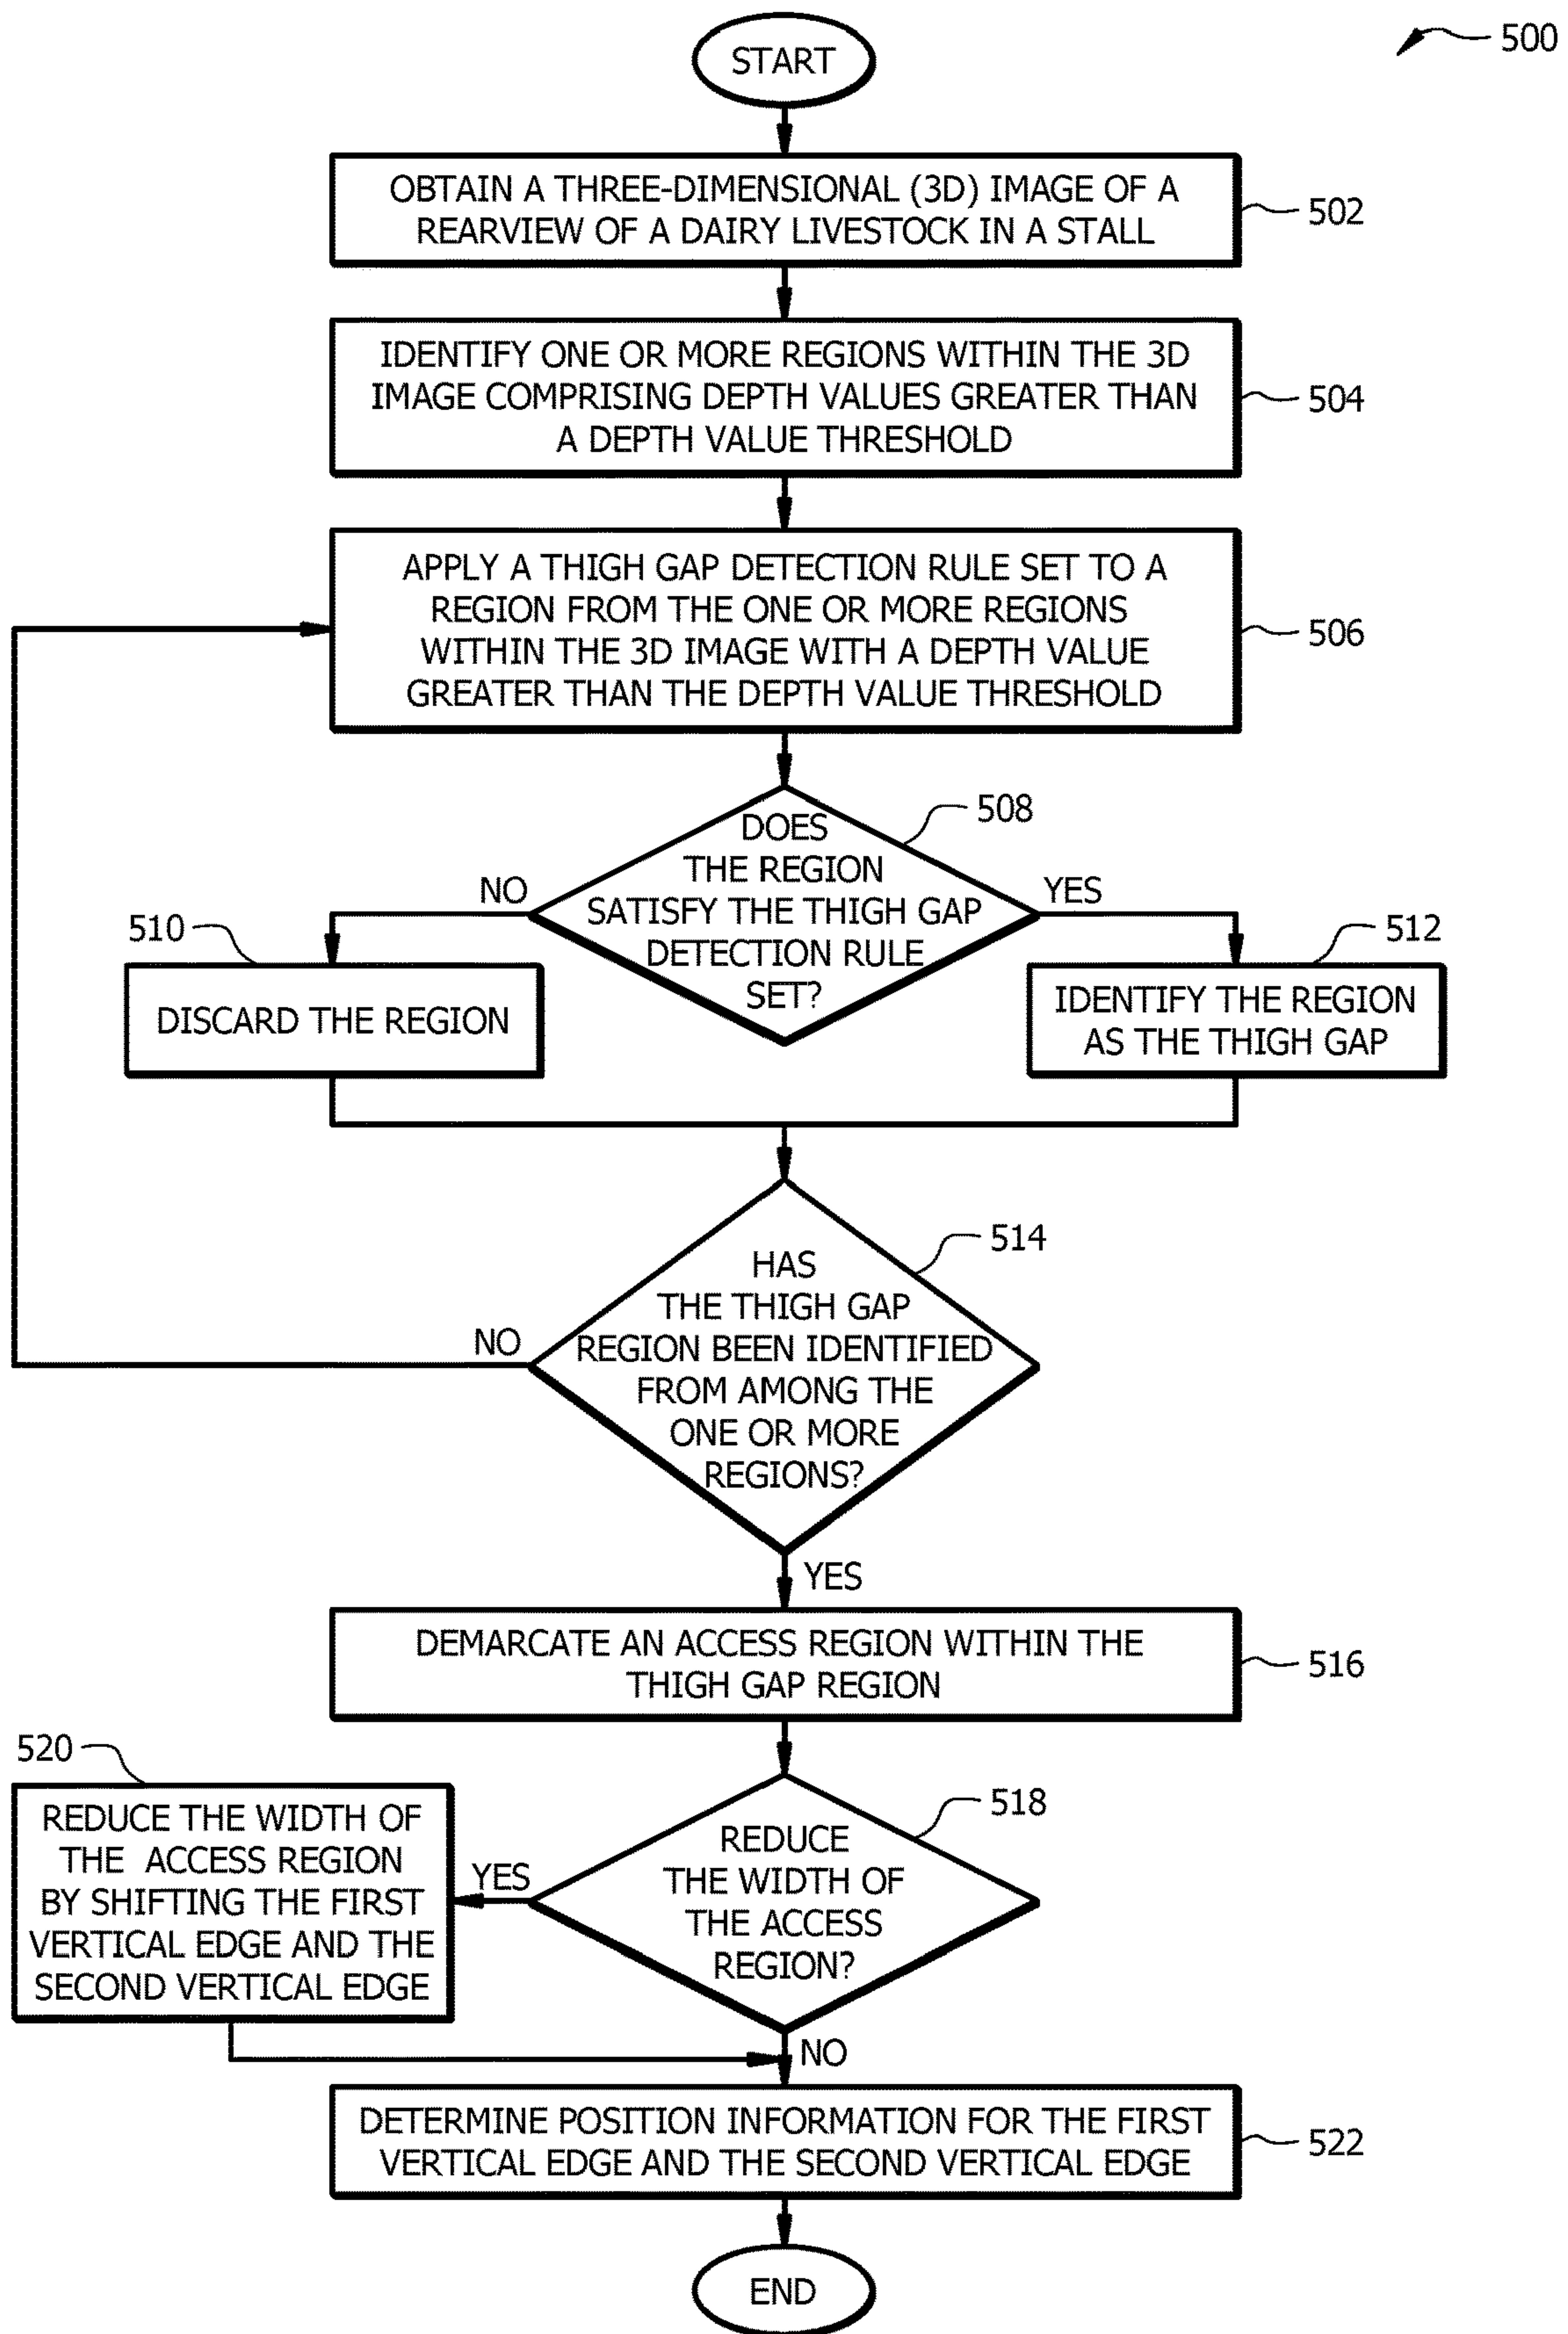 500
START
OBTAIN A THREE-DIMENSIONAL (3D) IMAGE OF A
REARVIEW OF A DAIRY LIVESTOCK IN A STALL
502
IDENTIFY ONE OR MORE REGIONS WITHIN THE 3D
IMAGE COMPRISING DEPTH VALUES GREATER THAN
A DEPTH VALUE THRESHOLD
504
APPLY A THIGH GAP DETECTION RULE SET TO A
REGION FROM THE ONE OR MORE REGIONS
WITHIN THE 3D IMAGE WITH A DEPTH VALUE
GREATER THAN THE DEPTH VALUE THRESHOLD
506
508
DOES
THE REGION
SATISFY THE THIGH GAP
DETECTION RULE
SET?
NO
YES
510
DISCARD THE REGION
512
IDENTIFY THE REGION
AS THE THIGH GAP
514
HAS
THE THIGH GAP
REGION BEEN IDENTIFIED
FROM AMONG THE
ONE OR MORE
REGIONS?
NO
YES
DEMARCATE AN ACCESS REGION WITHIN THE
THIGH GAP REGION
516
518
REDUCE
THE WIDTH OF
THE ACCESS
REGION?
YES
520
REDUCE THE WIDTH OF
THE ACCESS REGION
BY SHIFTING THE FIRST
VERTICAL EDGE AND THE
SECOND VERTICAL EDGE
NO
DETERMINE POSITION INFORMATION FOR THE FIRST
VERTICAL EDGE AND THE SECOND VERTICAL EDGE
522
END